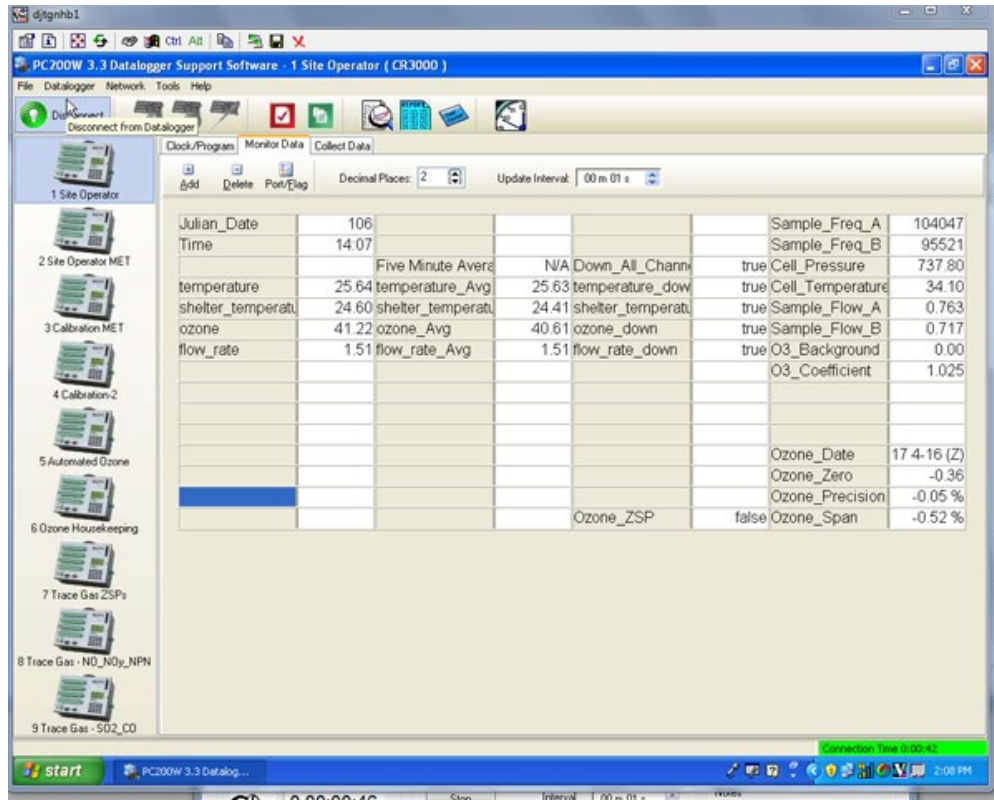 djtgnhb1
Ctrl Alt
PC200W 3.3 Datalogger Support Software - 1 Site Operator ( CR3000 )
File Datalogger Network Tools Help
Disconnect from Datalogger
Clock/Program Monitor Data Collect Data
Add Delete Port/Flag Decimal Places: 2 Update Interval: 00 m 01 s
1 Site Operator
2 Site Operator MET
3 Calibration MET
4 Calibration-2
5 Automated Ozone
6 Ozone Housekeeping
7 Trace Gas ZSPs
8 Trace Gas - NO_NOy_NPN
9 Trace Gas - SO2_CO
Julian_Date 106 Sample_Freq_A 104047
Time 14:07 Sample_Freq_B 95521
Five Minute Avera N/A Down_All_Chann true Cell_Pressure 737.80
temperature 25.64 temperature_Avg 25.63 temperature_dow true Cell_Temperature 34.10
shelter_temperatu 24.60 shelter_temperatu 24.41 shelter_temperatu true Sample_Flow_A 0.763
ozone 41.22 ozone_Avg 40.61 ozone_down true Sample_Flow_B 0.717
flow_rate 1.51 flow_rate_Avg 1.51 flow_rate_down true O3_Background 0.00
O3_Coefficient 1.025
Ozone_Date 17 4-16 (Z)
Ozone_Zero -0.36
Ozone_Precision -0.05 %
Ozone_ZSP false Ozone_Span -0.52 %
Connection Time 0:00:42
start PC200W 3.3 Datalog... 2:08 PM
Stop Interval 00 m 01 s Notes